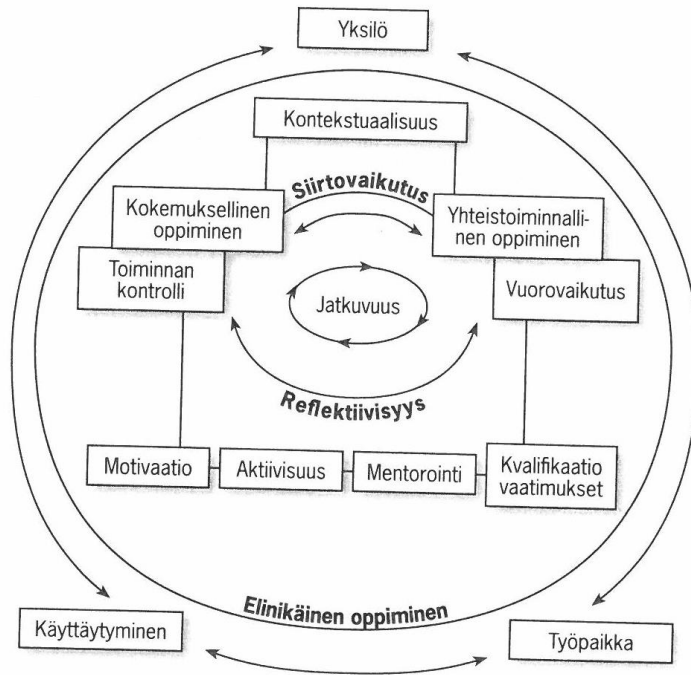 Yksilö
Kontekstuaalisuus
Siirtovaikutus
Kokemuksellinen
oppiminen
Yhteistoiminnalli-
nen oppiminen
Toiminnan
kontrolli
Vuorovaikutus
Jatkuvuus
Reflektiivisyys
Motivaatio
Aktiivisuus
Mentorointi
Kvalifikaatio
vaatimukset
Elinikäinen oppiminen
Käyttäytyminen
Työpaikka